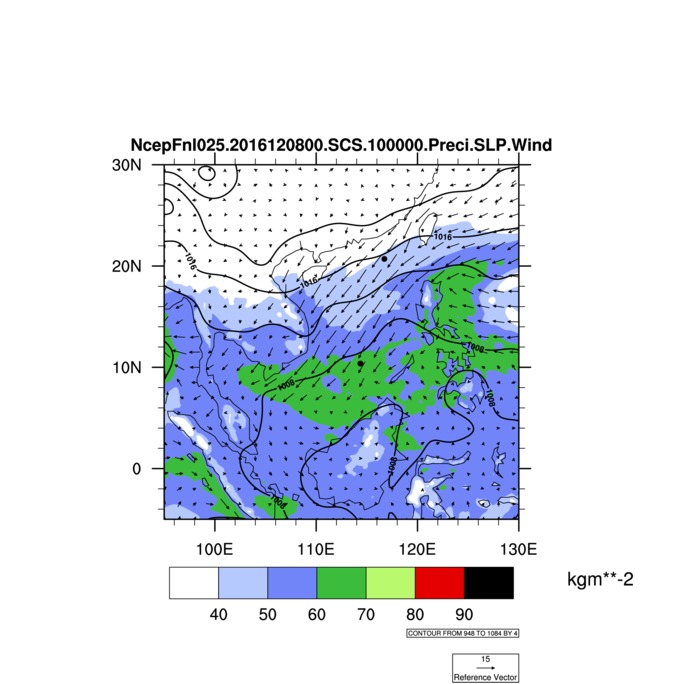 NcepFnl025.2016120800.SCS.100000.Preci.SLP.Wind
30N
20N
10N
0
1016
1016
1016
1008
1008
1008
1008
1008
100E 110E 120E 130E
kgm**-2
40 50 60 70 80 90
CONTOUR FROM 948 TO 1084 BY 4
15
Reference Vector